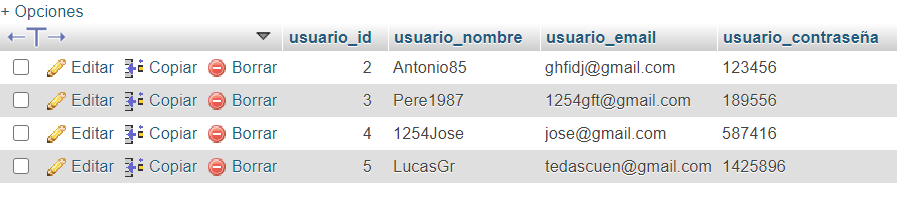 + Opciones
←T→ usuario_id usuario_nombre usuario_email usuario_contraseña
Editar Copiar Borrar 2 Antonio85 ghfidj@gmail.com 123456
Editar Copiar Borrar 3 Pere1987 1254gft@gmail.com 189556
Editar Copiar Borrar 4 1254Jose jose@gmail.com 587416
Editar Copiar Borrar 5 LucasGr tedascuen@gmail.com 1425896